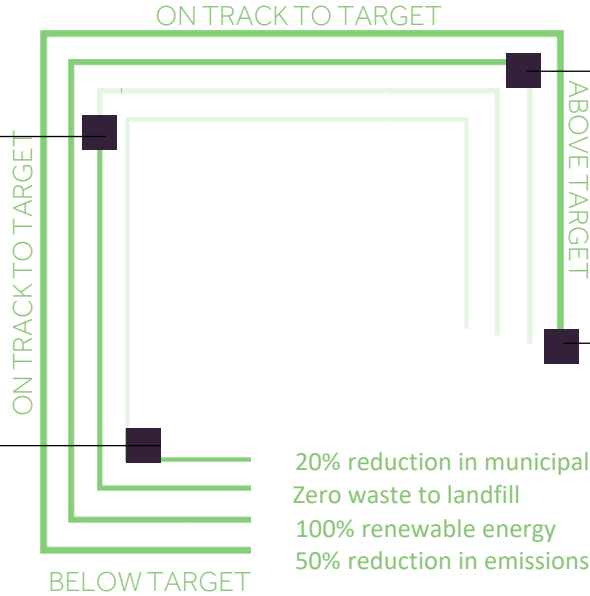 ON TRACK TO TARGET
ABOVE TARGET
ON TRACK TO TARGET
20% reduction in municipal
Zero waste to landfill
100% renewable energy
50% reduction in emissions
BELOW TARGET